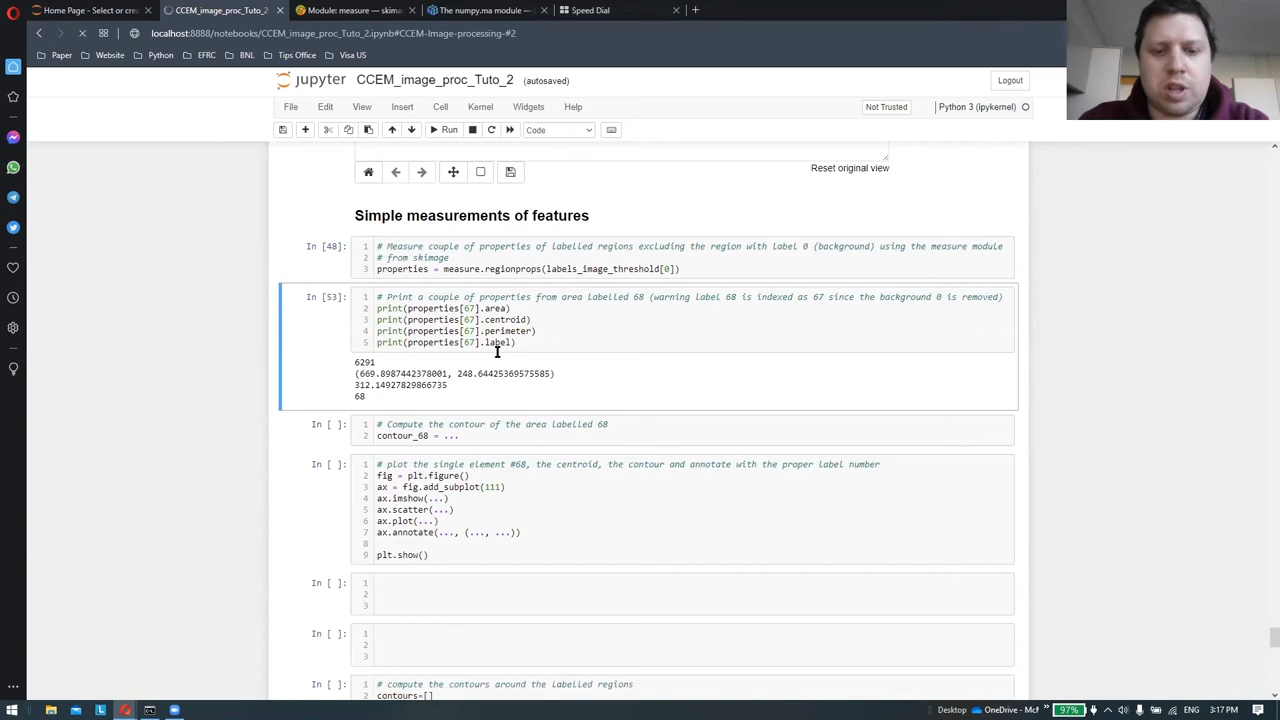 Home Page - Select or crea
CCEM_image_proc_Tuto_2
Module: measure — skima
The numpy.ma module —
Speed Dial
localhost:8888/notebooks/CCEM_image_proc_Tuto_2.ipynb#CCEM-Image-processing-#2
Paper
Website
Python
EFRC
BNL
Tips Office
Visa US
jupyter
CCEM_image_proc_Tuto_2
(autosaved)
Logout
File
Edit
View
Insert
Cell
Kernel
Widgets
Help
Not Trusted
Python 3 (ipykernel)
Run
Code
Reset original view
Simple measurements of features
In [48]:
1 # Measure couple of properties of labelled regions excluding the region with label 0 (background) using the measure module
2 # from skimage
3 properties = measure.regionprops(labels_image_threshold[0])
In [53]:
1 # Print a couple of properties from area labelled 68 (warning label 68 is indexed as 67 since the background 0 is removed)
2 print(properties[67].area)
3 print(properties[67].centroid)
4 print(properties[67].perimeter)
5 print(properties[67].label)
6291
(669.8987442378001, 248.64425369575585)
312.14927829866735
68
In [ ]:
1 # Compute the contour of the area labelled 68
2 contour_68 = ...
In [ ]:
1 # plot the single element #68, the centroid, the contour and annotate with the proper label number
2 fig = plt.figure()
3 ax = fig.add_subplot(111)
4 ax.imshow(...)
5 ax.scatter(...)
6 ax.plot(...)
7 ax.annotate(..., (..., ...))
8
9 plt.show()
In [ ]:
1
2
3
In [ ]:
1
2
3
In [ ]:
1 # compute the contours around the labelled regions
2 contours=[]
Desktop
OneDrive - McM
97%
3:17 PM